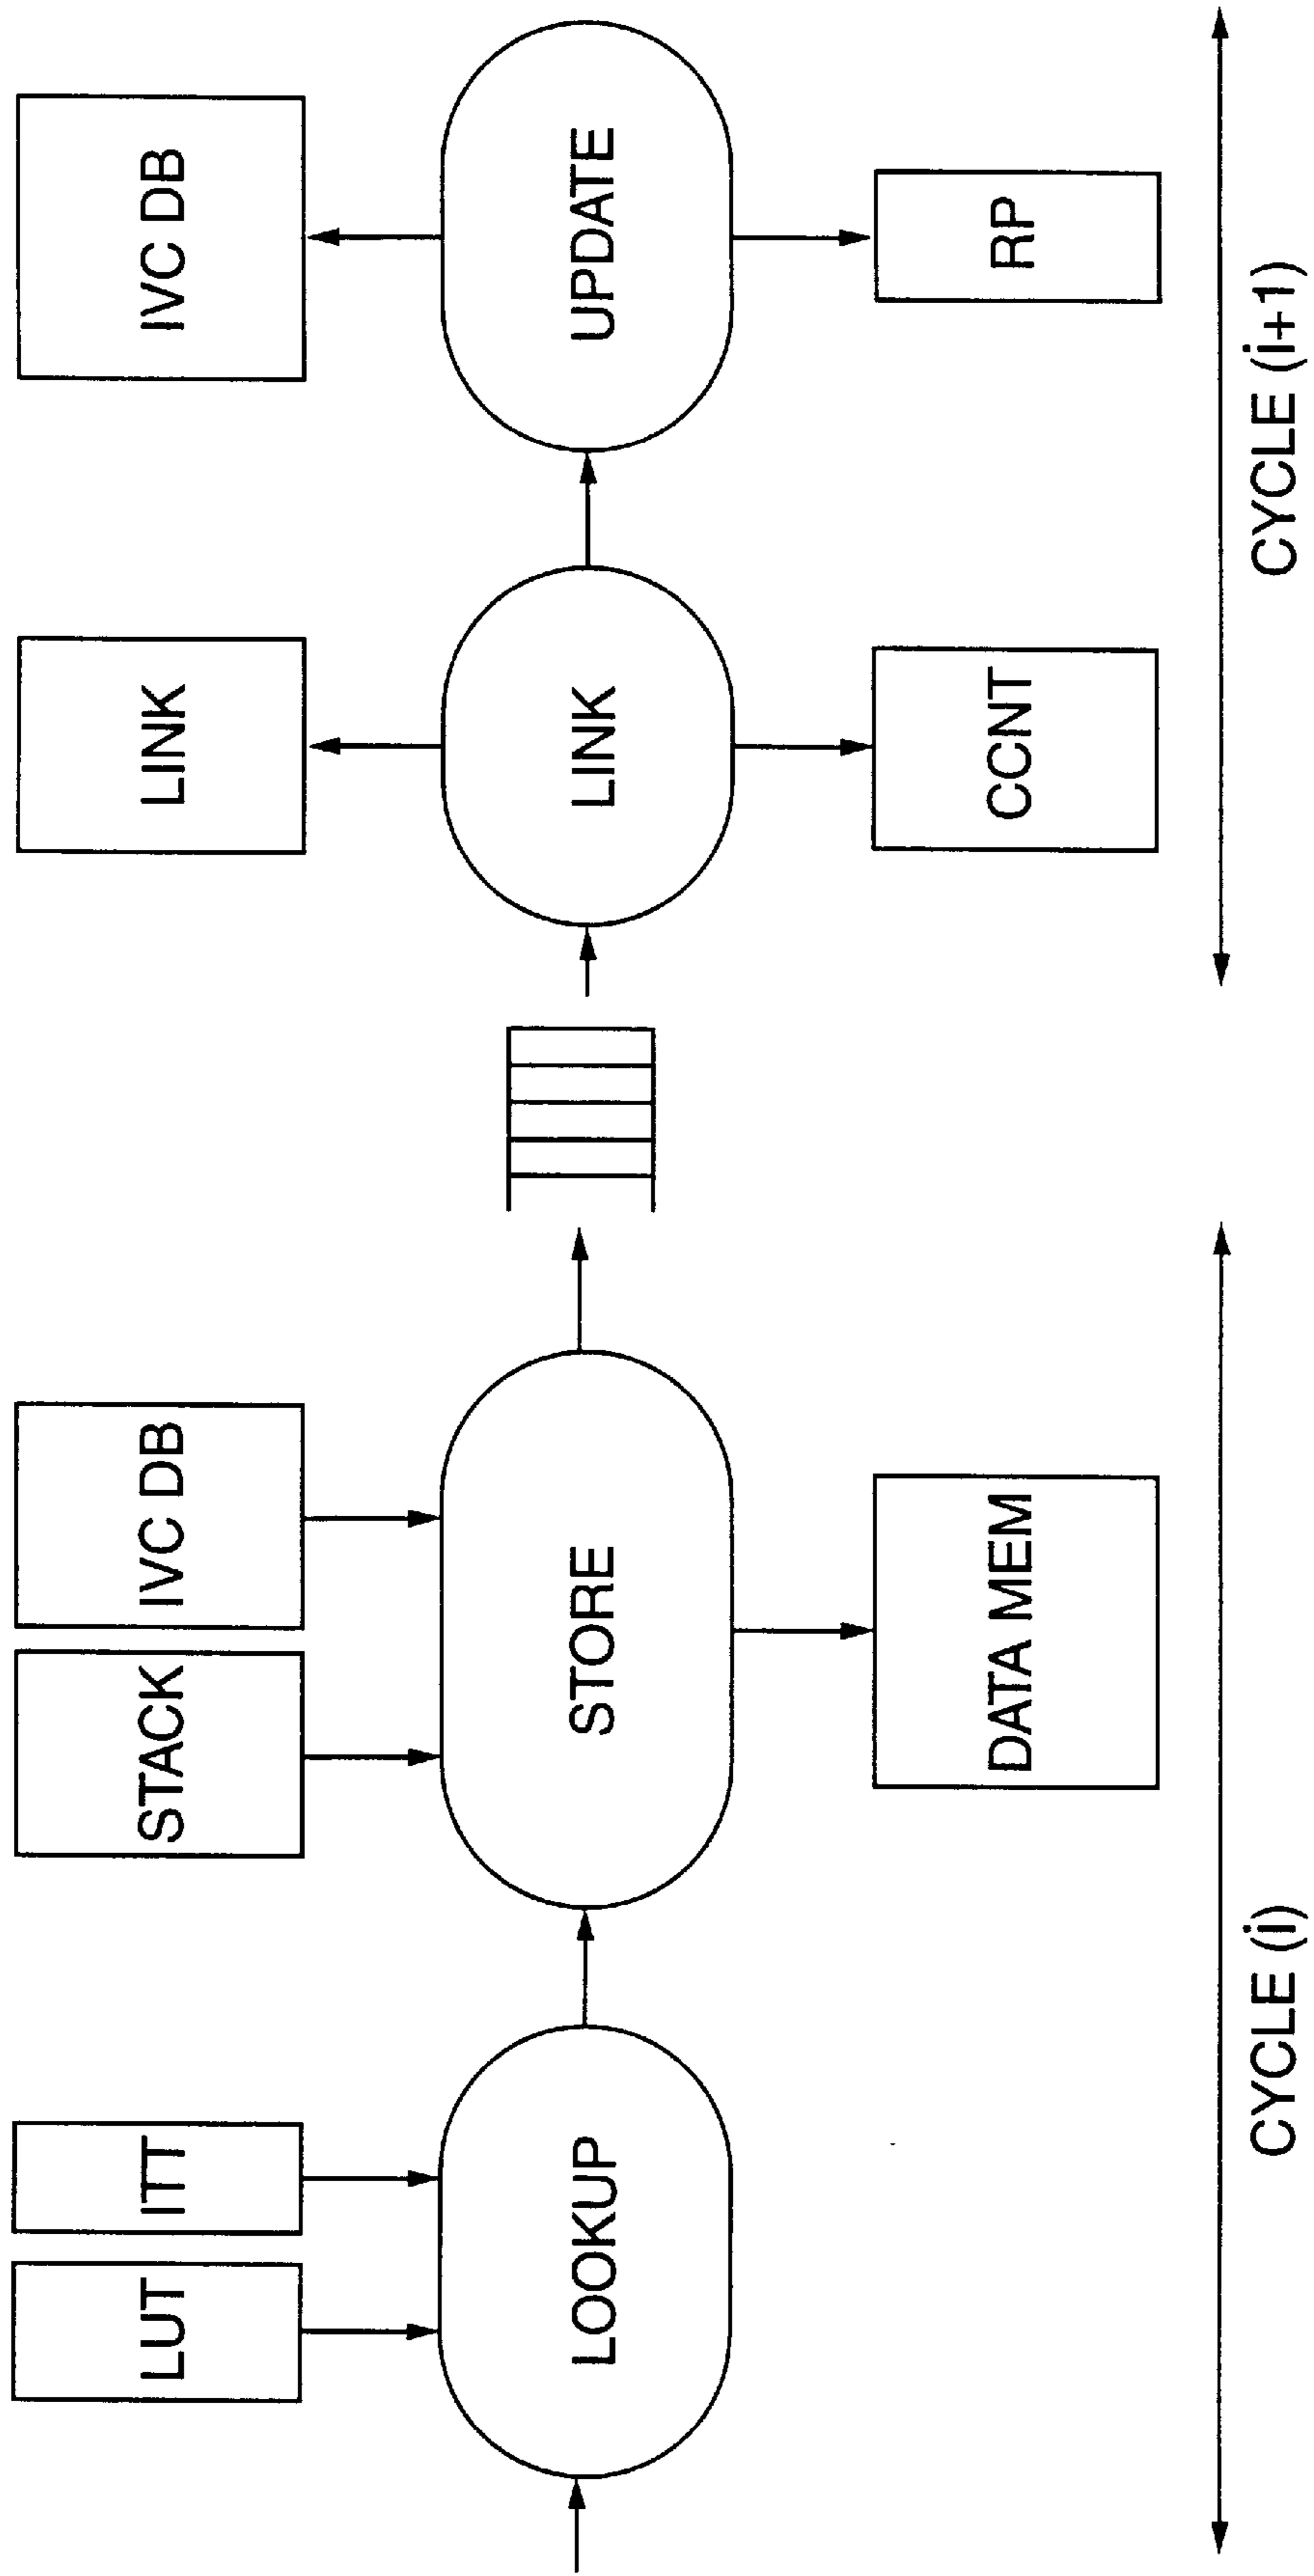 LUT
ITT
STACK
IVC DB
LINK
IVC DB
LOOKUP
STORE
LINK
UPDATE
DATA MEM
CCNT
RP
CYCLE (i)
CYCLE (i+1)